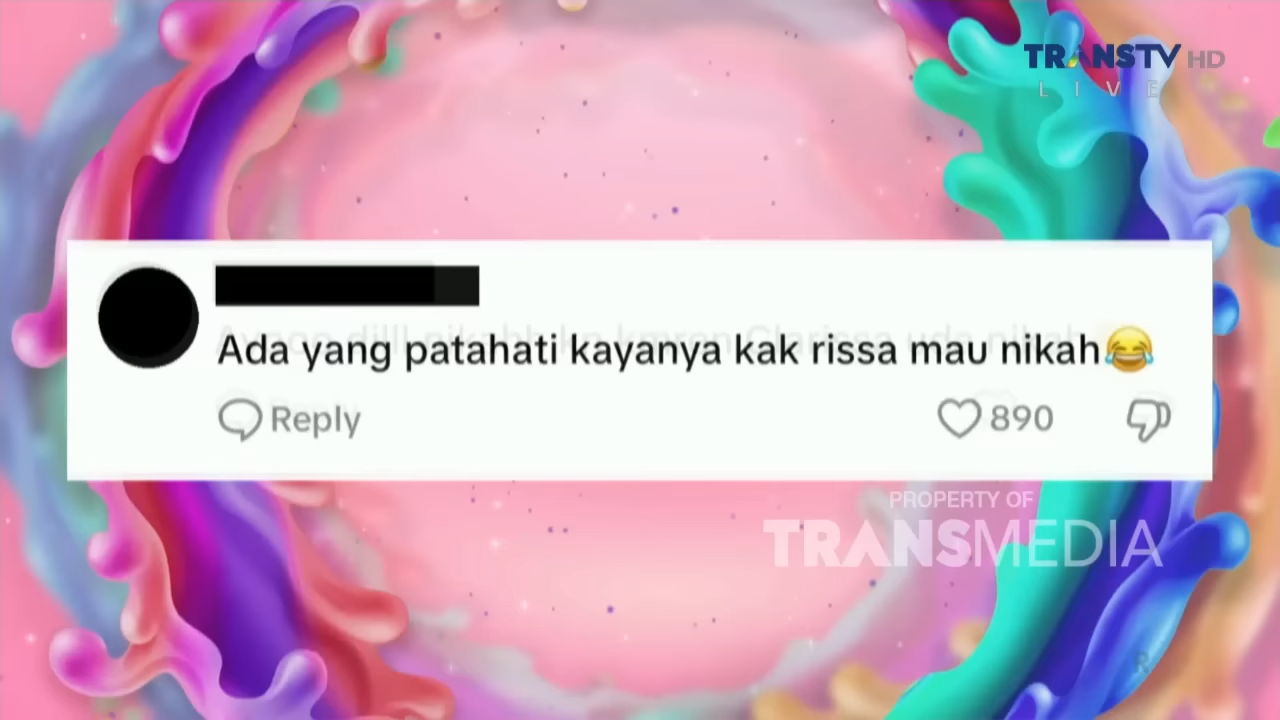 TRANSTV HD
LIVE
Ada yang patahati kayanya kak rissa mau nikah😂
Reply
890
PROPERTY OF
TRANSMEDIA